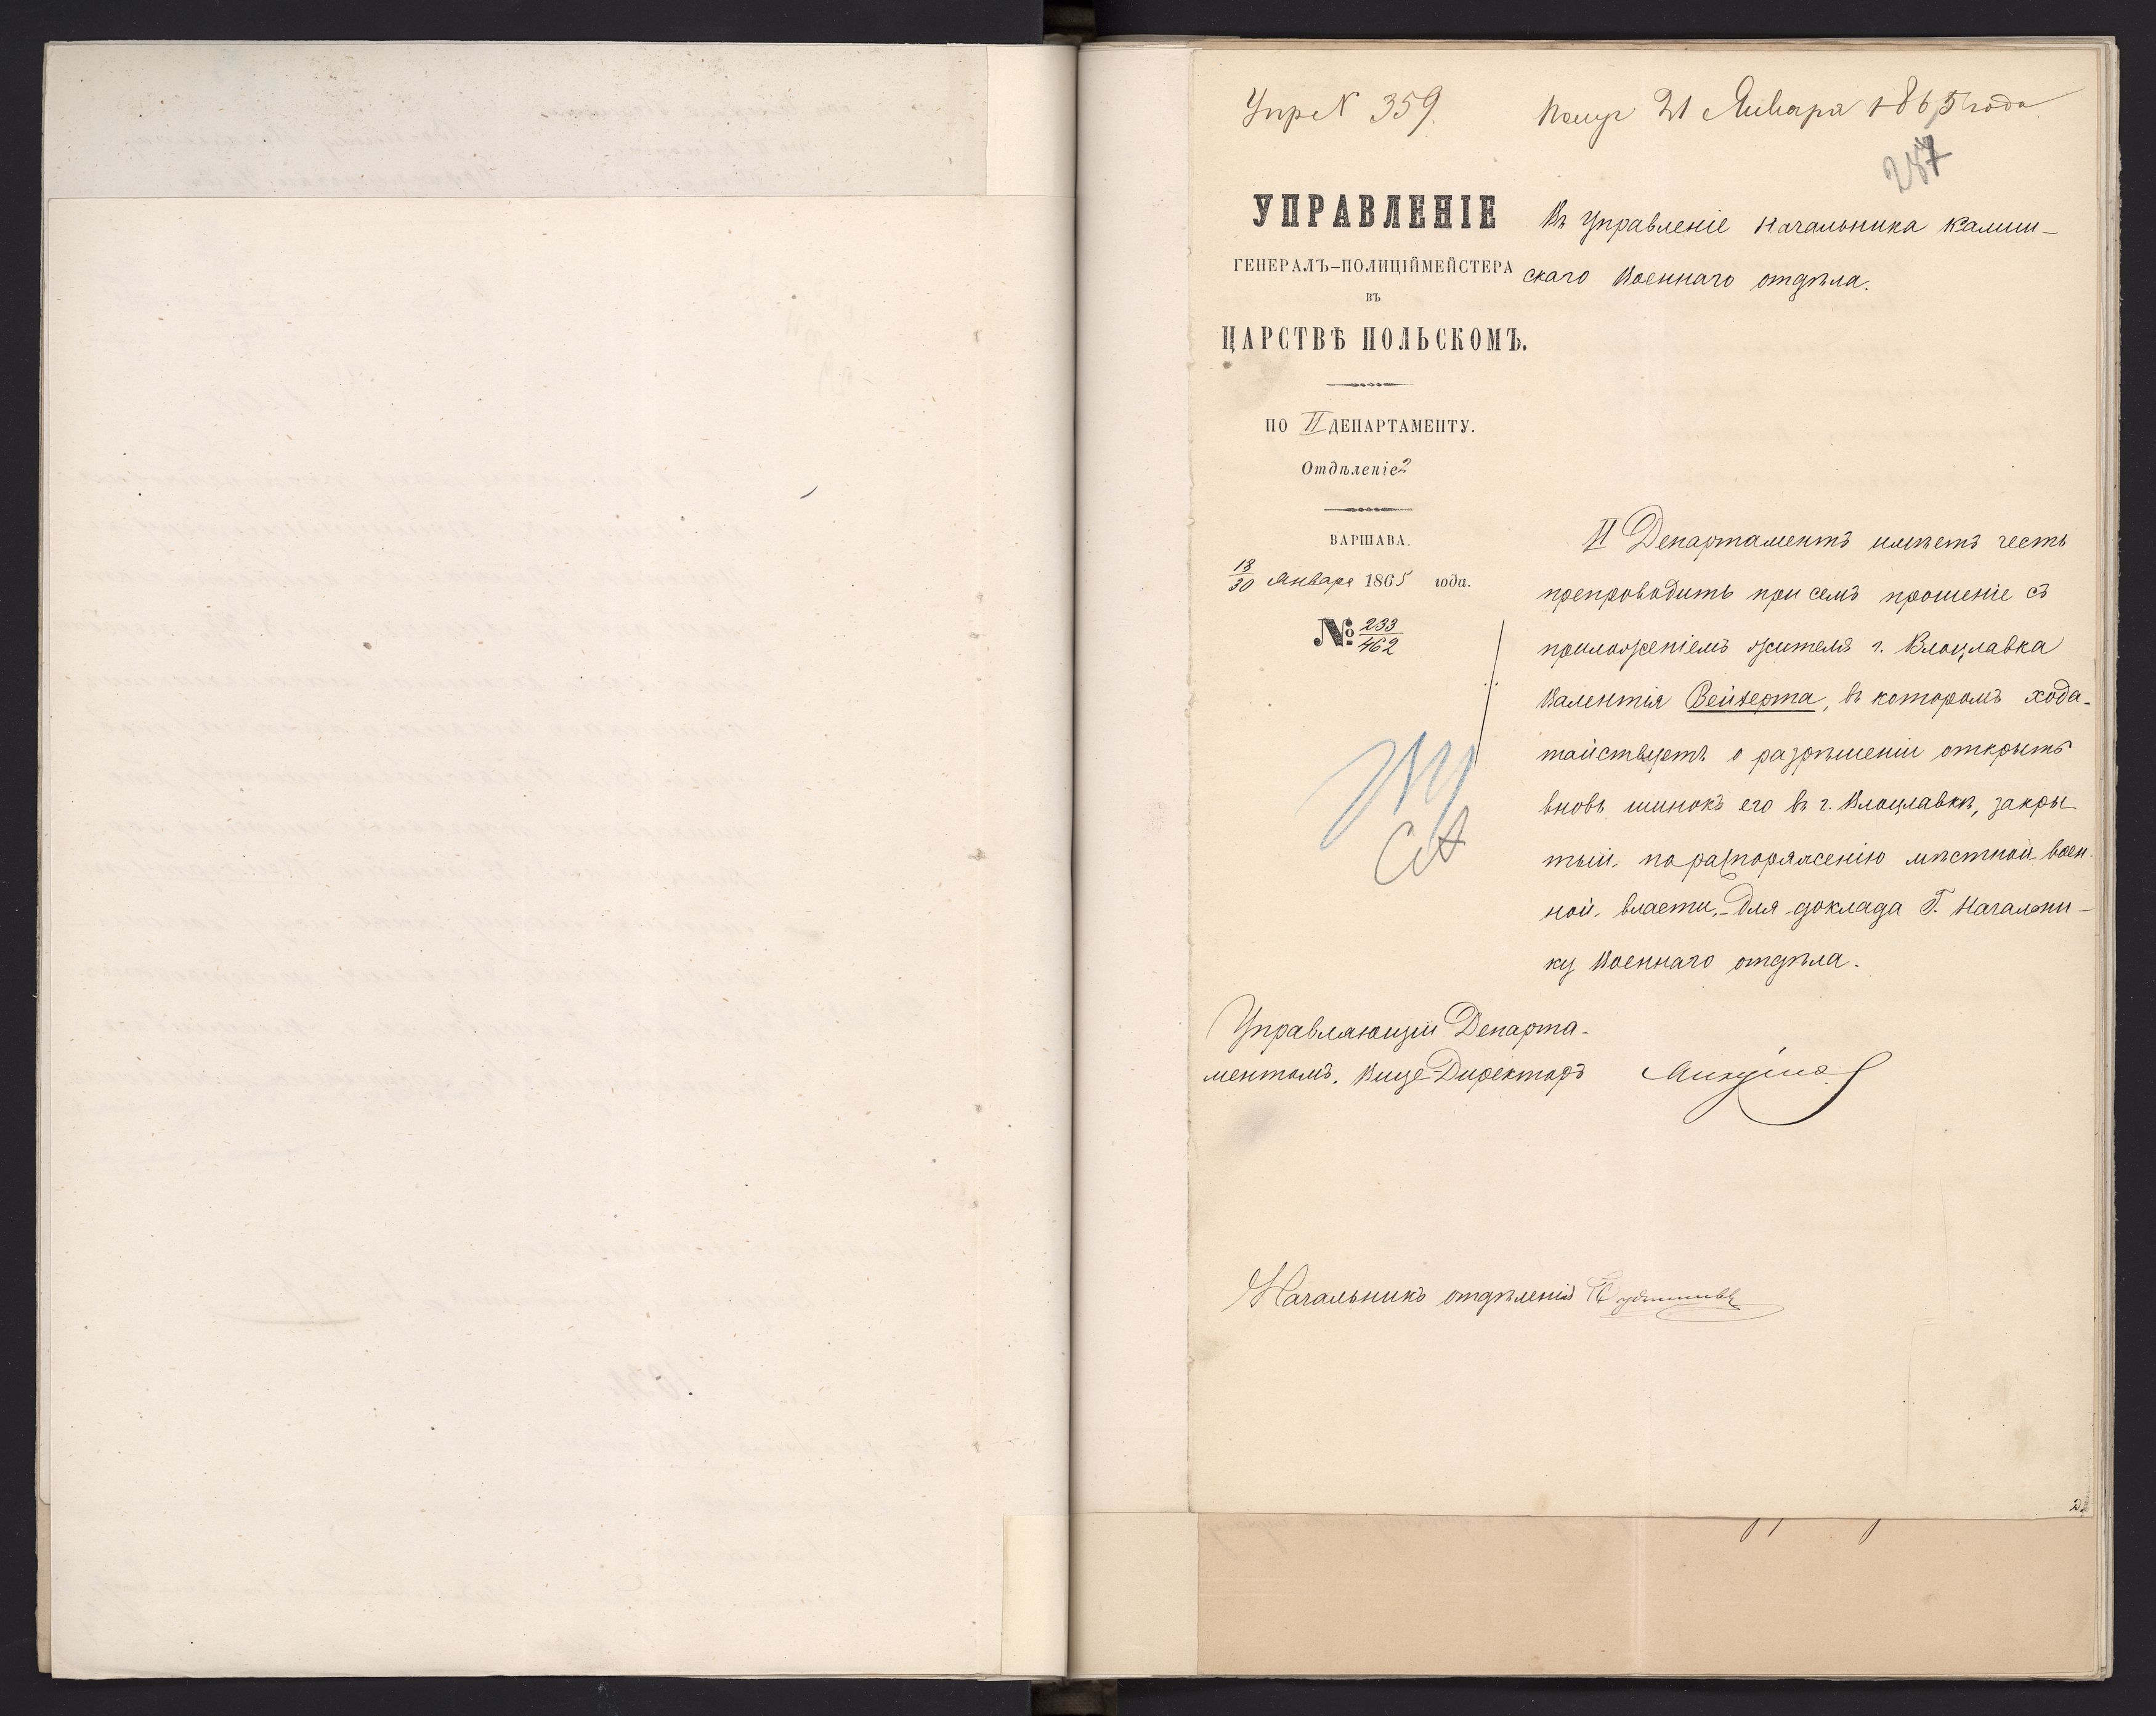 Упр N 359. Получ 21 Января 1865 года
287
УПРАВЛЕНІЕ
ГЕНЕРАЛЪ-ПОЛИЦІЙМЕЙСТЕРА
ВЪ
ЦАРСТВѢ ПОЛЬСКОМЪ.
ПО II ДЕПАРТАМЕНТУ.
Отдѣленіе 2
ВАРШАВА.
18/30 Января 1865 года.
№ 233/462
Въ Управленіе Начальника Калиш-
скаго Военнаго отдѣла.
II Департаментъ имѣетъ честь
препроводить при семъ прошеніе съ
приложеніемъ жителя г. Влоцлавка
Валентія Вейверта, въ которомъ хода-
тайствуетъ о разрѣшеніи открыть
вновь шинокъ его въ г. Влоцлавкѣ, закры
тый по распоряженію мѣстной воен-
ной власти, - для доклада Г. Начальни-
ку Военнаго отдѣла.
Управляющій Департа-
ментомъ, Вице-Директоръ
Начальникъ отдѣленія